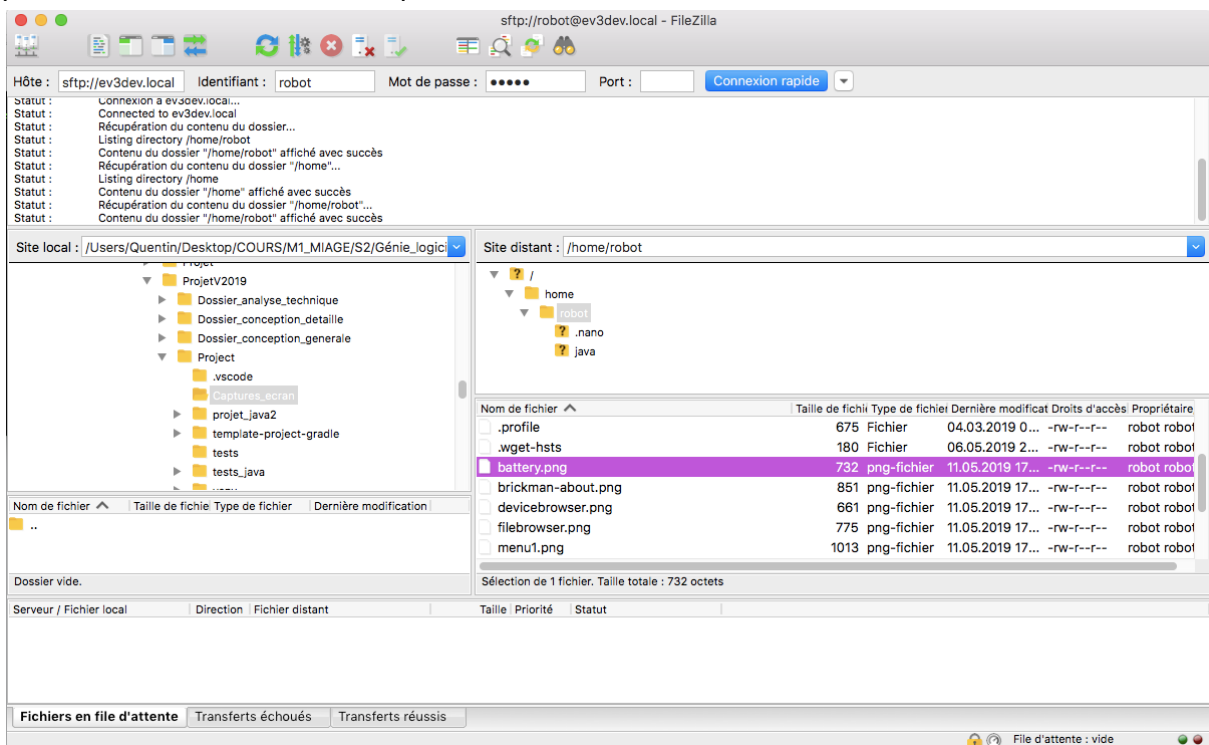 sftp://robot@ev3dev.local - FileZilla
Hôte : sftp://ev3dev.local Identifiant : robot Mot de passe : ●●●●● Port : Connexion rapide
Statut : Connexion à ev3dev.local...
Statut : Connected to ev3dev.local
Statut : Récupération du contenu du dossier...
Statut : Listing directory /home/robot
Statut : Contenu du dossier "/home/robot" affiché avec succès
Statut : Récupération du contenu du dossier "/home"...
Statut : Listing directory /home
Statut : Contenu du dossier "/home" affiché avec succès
Statut : Récupération du contenu du dossier "/home/robot"...
Statut : Contenu du dossier "/home/robot" affiché avec succès
Site local : /Users/Quentin/Desktop/COURS/M1_MIAGE/S2/Génie_logici
Projet
ProjetV2019
Dossier_analyse_technique
Dossier_conception_detaille
Dossier_conception_generale
Project
.vscode
Captures_ecran
projet_java2
template-project-gradle
tests
tests_java
Nom de fichier Taille de fichie Type de fichier Dernière modification
..
Dossier vide.
Site distant : /home/robot
/
home
robot
.nano
java
Nom de fichier Taille de fichi Type de fichier Dernière modificat Droits d'accès Propriétaire
.profile 675 Fichier 04.03.2019 0... -rw-r--r-- robot robot
.wget-hsts 180 Fichier 06.05.2019 2... -rw-r--r-- robot robot
battery.png 732 png-fichier 11.05.2019 17... -rw-r--r-- robot robot
brickman-about.png 851 png-fichier 11.05.2019 17... -rw-r--r-- robot robot
devicebrowser.png 661 png-fichier 11.05.2019 17... -rw-r--r-- robot robot
filebrowser.png 775 png-fichier 11.05.2019 17... -rw-r--r-- robot robot
menu1.png 1013 png-fichier 11.05.2019 17... -rw-r--r-- robot robot
Sélection de 1 fichier. Taille totale : 732 octets
Serveur / Fichier local Direction Fichier distant Taille Priorité Statut
Fichiers en file d'attente Transferts échoués Transferts réussis
File d'attente : vide